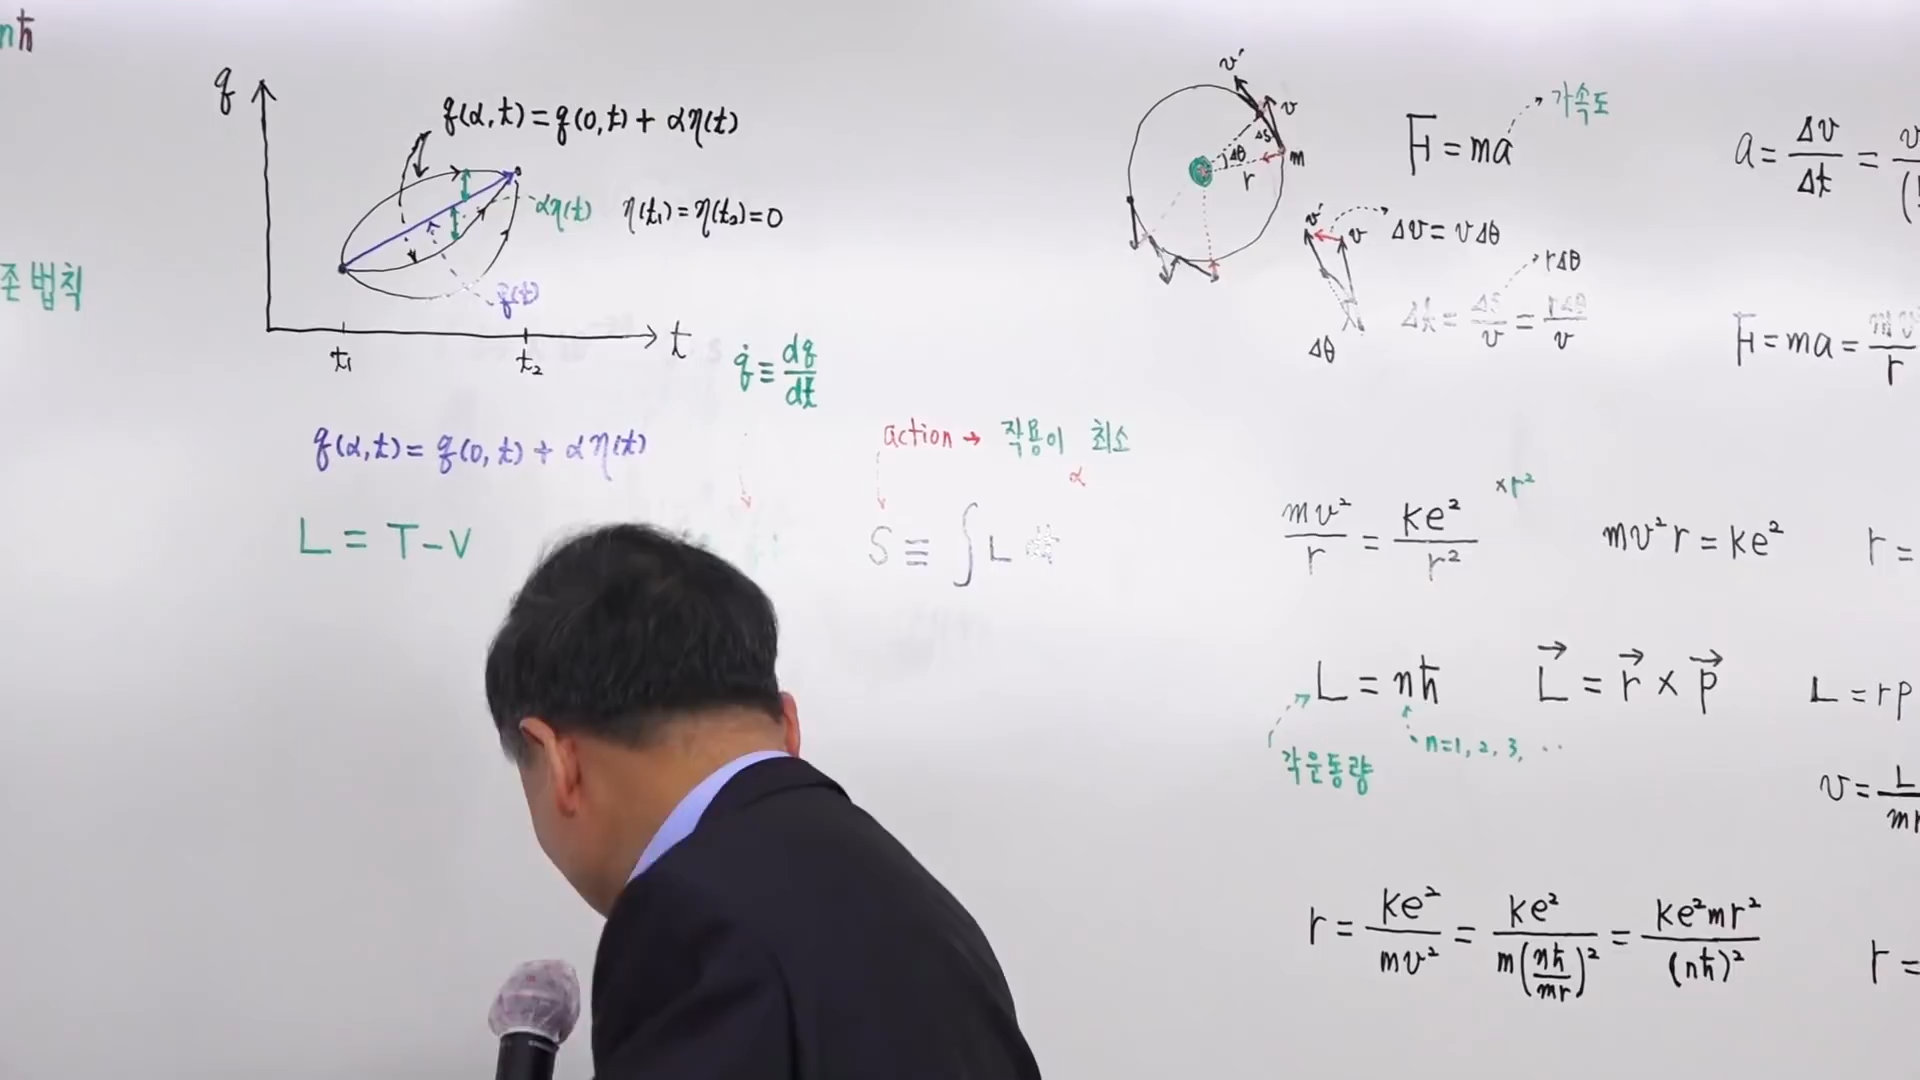 nħ
존 법칙
q
q(α,t)=q(0,t)+αη(t)
αη(t)
η(t₁)=η(t₂)=0
q(t)
t₁
t₂
t
q̇≡dq/dt
q(α,t)=q(0,t)+αη(t)
L=T-V
action → 작용이 최소
α
S≡∫L dt
v'
v
Δs
Δθ
r
m
F=ma
가속도
a=Δv/Δt=
v'
v
Δv=vΔθ
rΔθ
Δt=Δs/v=rΔθ/v
Δθ
F=ma=mv²/r
mv²/r=ke²/r²
×r²
mv²r=ke²
r=
L=nħ
L⃗=r⃗×p⃗
L=rp
각운동량
n=1,2,3,‥
v=L/mr
r=ke²/mv²=ke²/m(nħ/mr)²=ke²mr²/(nħ)²
r=